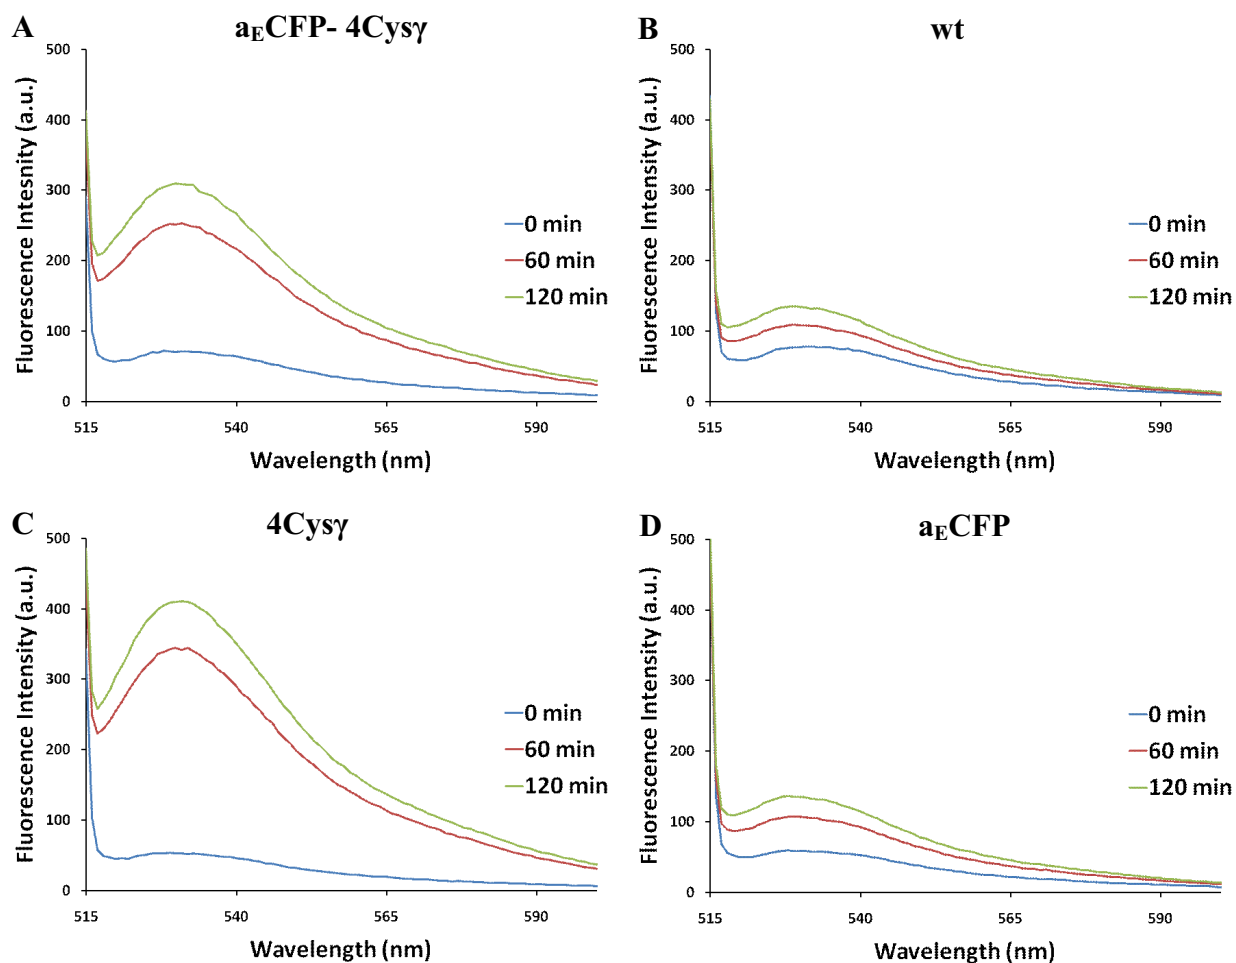 A
aECFP- 4Cysγ
500
400
300
200
100
0
515
540
565
590
Fluorescence Intesnity (a.u.)
Wavelength (nm)
0 min
60 min
120 min
B
wt
500
400
300
200
100
0
515
540
565
590
Fluorescence Intensity (a.u.)
Wavelength (nm)
0 min
60 min
120 min
C
4Cysγ
500
400
300
200
100
0
515
540
565
590
Fluorescence Intensity (a.u.)
Wavelength (nm)
0 min
60 min
120 min
D
aECFP
500
400
300
200
100
0
515
540
565
590
Fluorescence Intensity (a.u.)
Wavelength (nm)
0 min
60 min
120 min